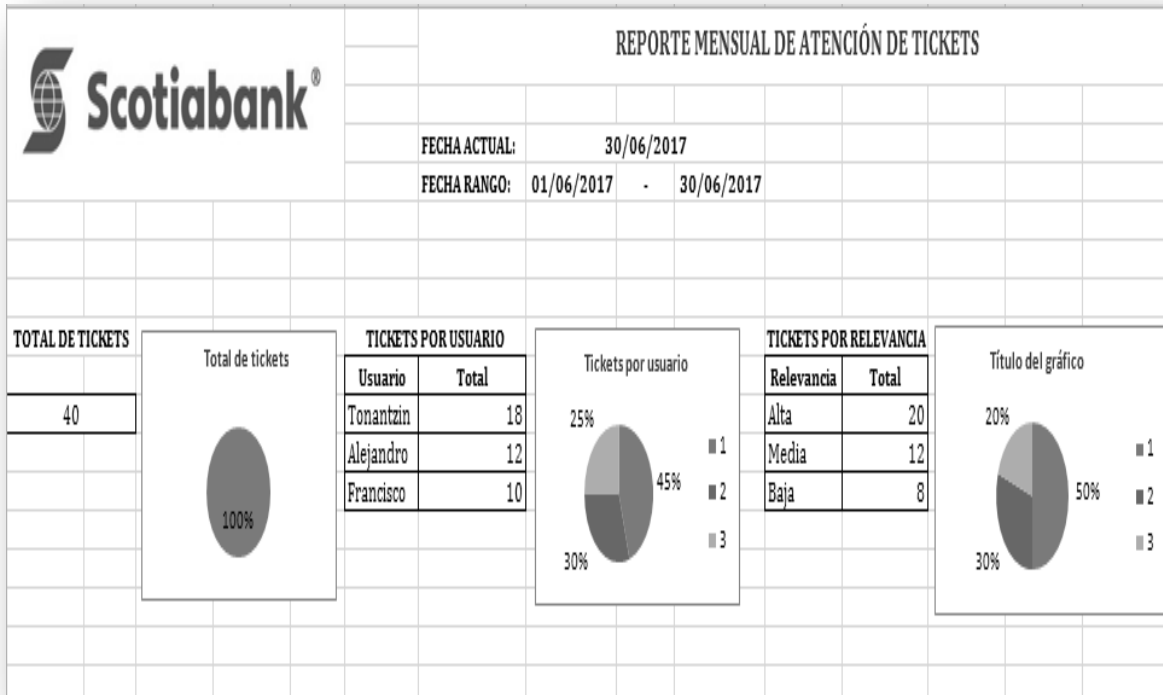 Scotiabank®
REPORTE MENSUAL DE ATENCIÓN DE TICKETS
FECHA ACTUAL: 30/06/2017
FECHA RANGO: 01/06/2017 - 30/06/2017
TOTAL DE TICKETS
40
Total de tickets
100%
TICKETS POR USUARIO
Usuario Total
Tonantzin 18
Alejandro 12
Francisco 10
Tickets por usuario
25%
45%
30%
1
2
3
TICKETS POR RELEVANCIA
Relevancia Total
Alta 20
Media 12
Baja 8
Título del gráfico
20%
50%
30%
1
2
3